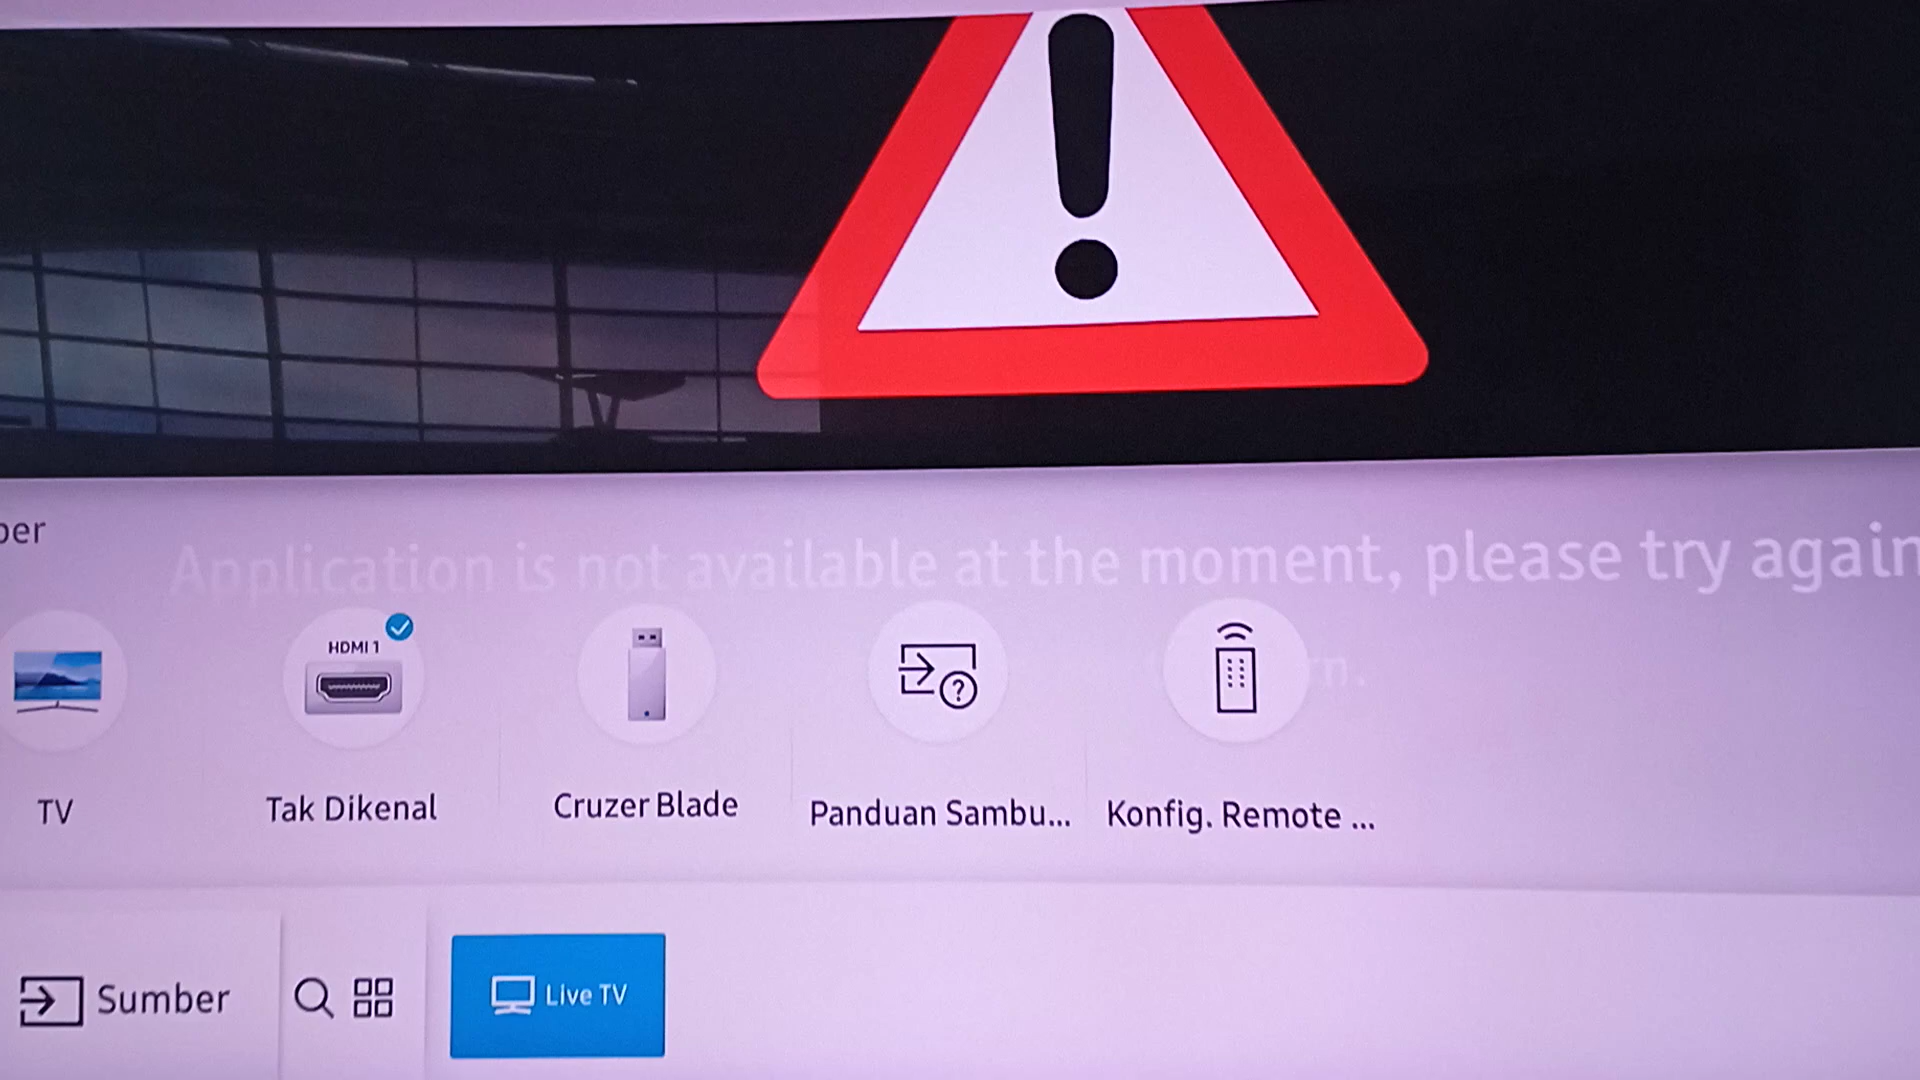 ber
Application is not available at the moment, please try again
n.
HDMI 1
TV
Tak Dikenal
Cruzer Blade
Panduan Sambu...
Konfig. Remote ...
Sumber
Live TV